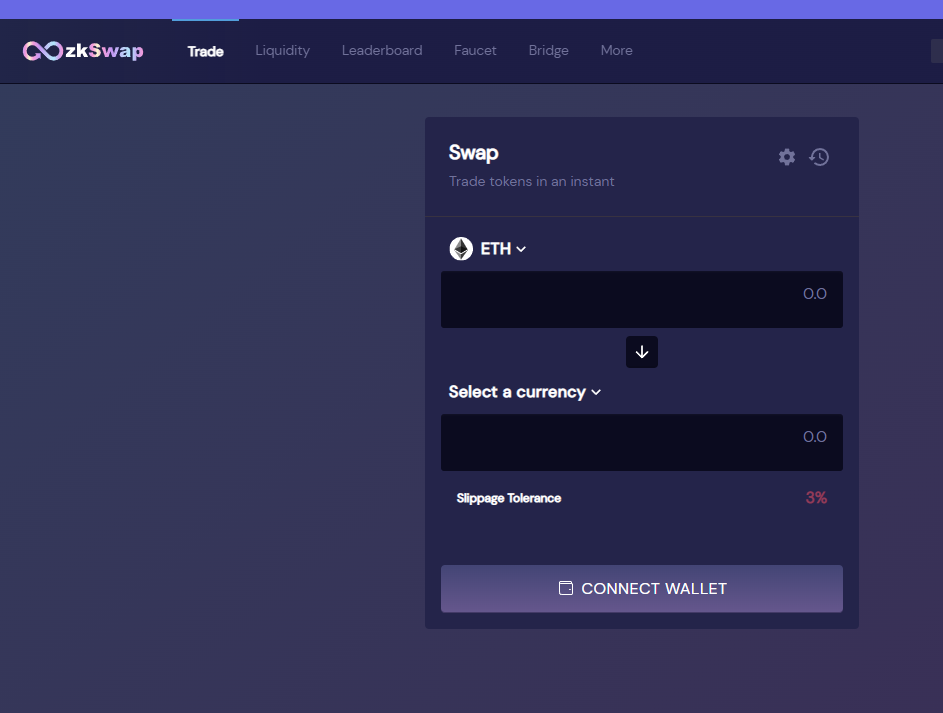 zkSwap Trade Liquidity Leaderboard Faucet Bridge More
Swap
Trade tokens in an instant
ETH
0.0
Select a currency
0.0
Slippage Tolerance 3%
CONNECT WALLET